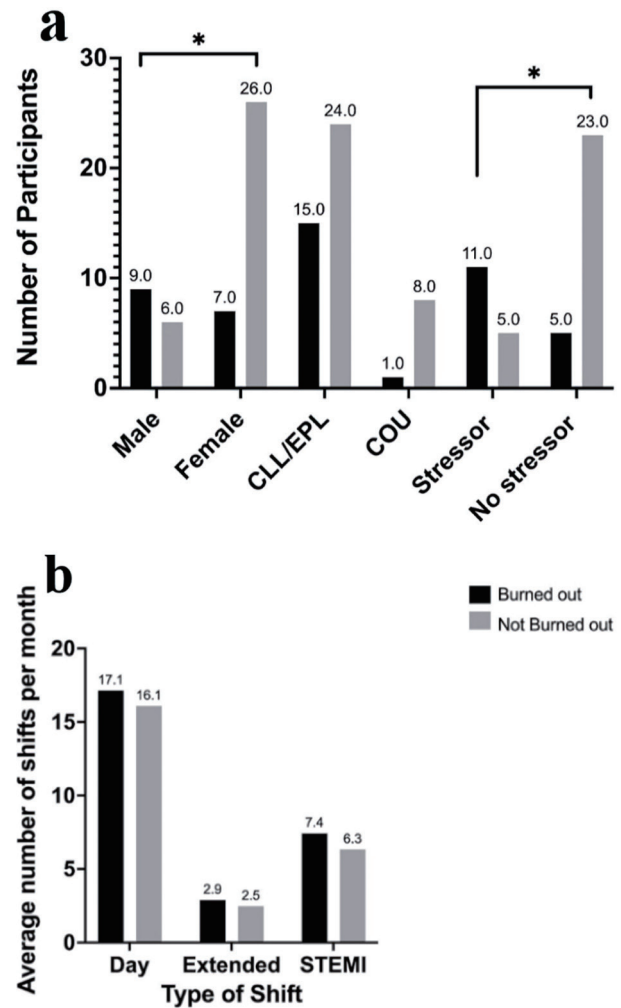 a
*
*
Number of Participants
30
20
10
0
9.0
6.0
7.0
26.0
15.0
24.0
1.0
8.0
11.0
5.0
5.0
23.0
Male
Female
CLL/EPL
COU
Stressor
No stressor
b
Burned out
Not Burned out
Average number of shifts per month
20
15
10
5
0
17.1
16.1
2.9
2.5
7.4
6.3
Day
Extended
STEMI
Type of Shift